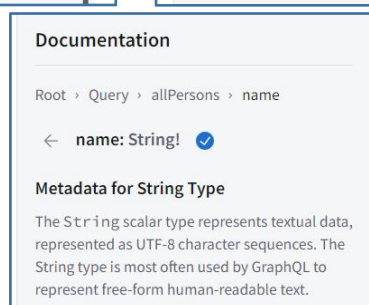 Documentation
Root > Query > allPersons > name
← name: String!
Metadata for String Type
The String scalar type represents textual data,
represented as UTF-8 character sequences. The
String type is most often used by GraphQL to
represent free-form human-readable text.